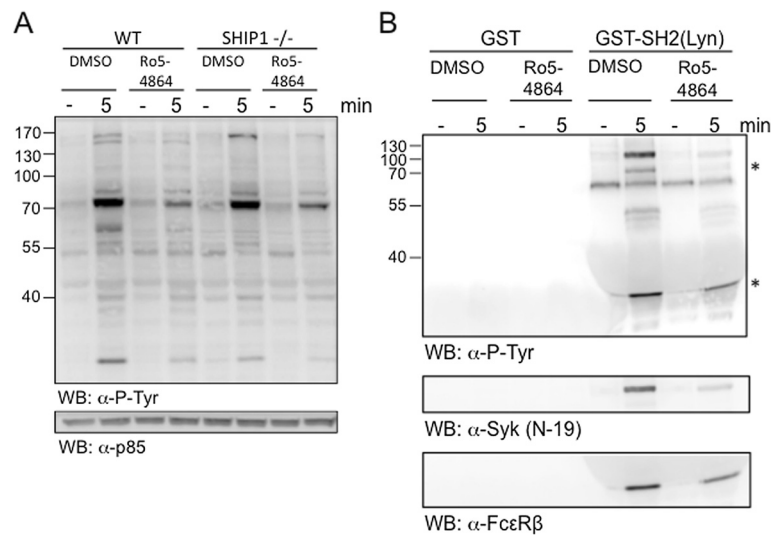 A
WT SHIP1 -/-
DMSO Ro5-4864 DMSO Ro5-4864
- 5 - 5 - 5 - 5 min
170
130
100
70
55
40
WB: α-P-Tyr
WB: α-p85
B
GST GST-SH2(Lyn)
DMSO Ro5-4864 DMSO Ro5-4864
- 5 - 5 - 5 - 5 min
130
100
70
55
40
*
*
WB: α-P-Tyr
WB: α-Syk (N-19)
WB: α-FcεRβ